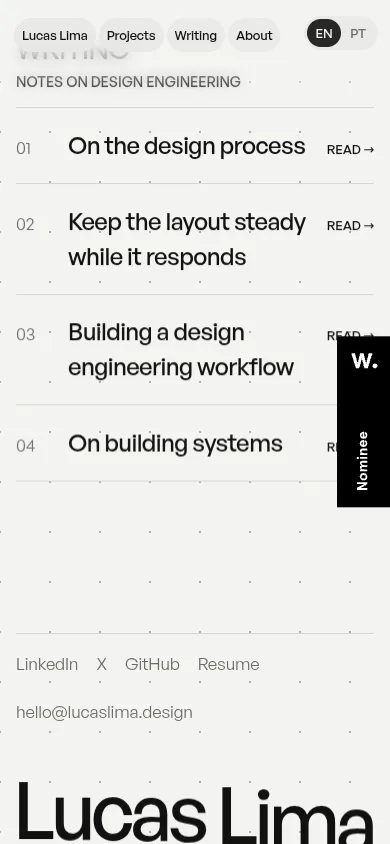 Lucas Lima Projects Writing About EN PT
WRITING
NOTES ON DESIGN ENGINEERING
01 On the design process READ →
02 Keep the layout steady READ →
while it responds
03 Building a design READ →
engineering workflow
W.
04 On building systems
Nominee
LinkedIn X GitHub Resume
hello@lucaslima.design
Lucas Lima